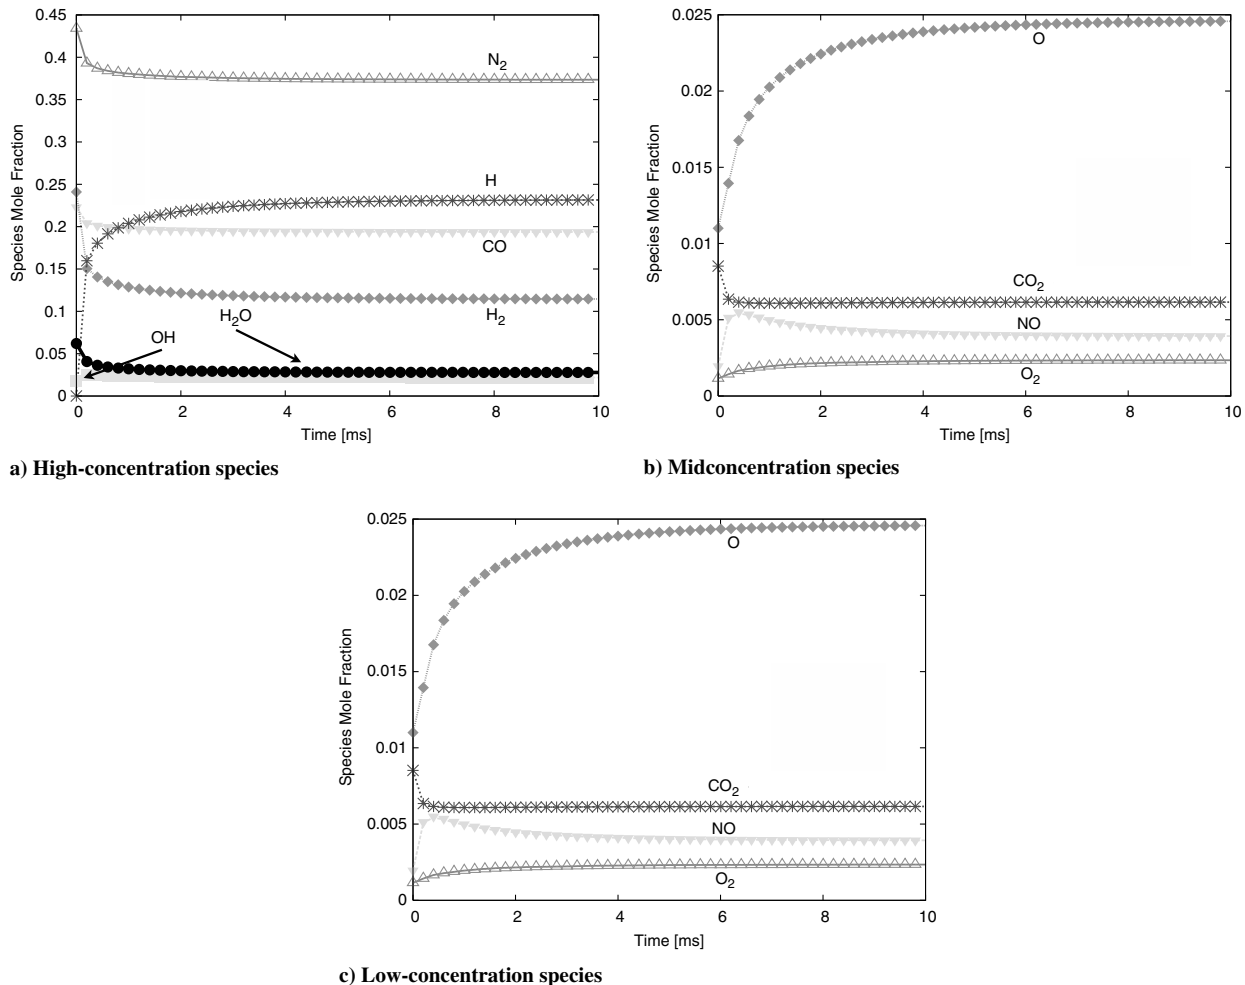 0.45
0.4
0.35
0.3
0.25
0.2
0.15
0.1
0.05
0
Species Mole Fraction
N₂
H
CO
H₂
H₂O
OH
0 2 4 6 8 10
Time [ms]
a) High-concentration species
0.025
0.02
0.015
0.01
0.005
0
Species Mole Fraction
O
CO₂
NO
O₂
0 2 4 6 8 10
Time [ms]
b) Midconcentration species
0.025
0.02
0.015
0.01
0.005
0
Species Mole Fraction
O
CO₂
NO
O₂
0 2 4 6 8 10
Time [ms]
c) Low-concentration species